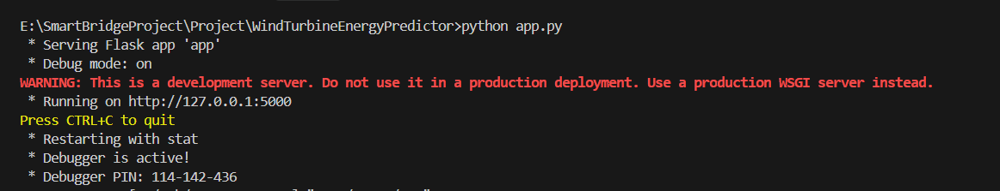 E:\SmartBridgeProject\Project\WindTurbineEnergyPredictor>python app.py
 * Serving Flask app 'app'
 * Debug mode: on
WARNING: This is a development server. Do not use it in a production deployment. Use a production WSGI server instead.
 * Running on http://127.0.0.1:5000
Press CTRL+C to quit
 * Restarting with stat
 * Debugger is active!
 * Debugger PIN: 114-142-436